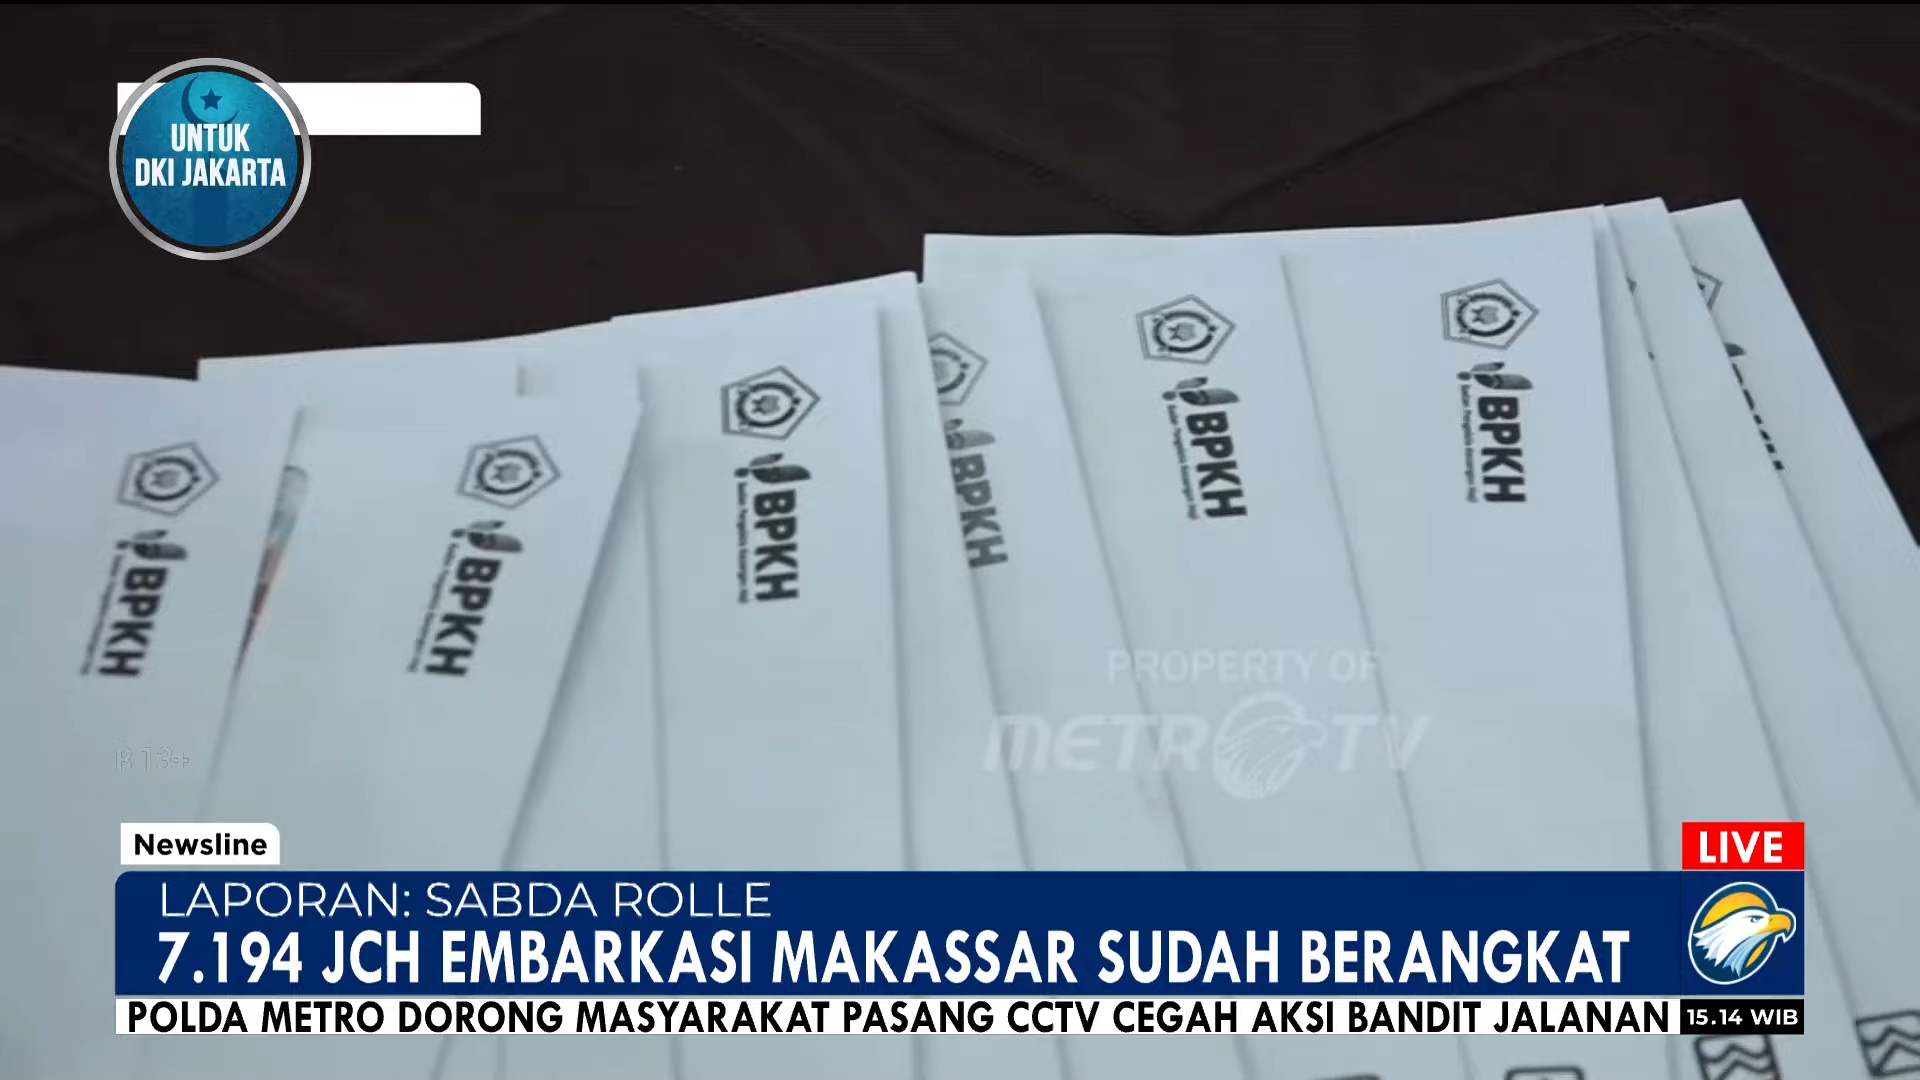 UNTUK
DKI JAKARTA
BPKH
BPKH
BPKH
BPKH
BPKH
BPKH
PROPERTY OF
METRO TV
R13+
Newsline
LIVE
LAPORAN: SABDA ROLLE
7.194 JCH EMBARKASI MAKASSAR SUDAH BERANGKAT
POLDA METRO DORONG MASYARAKAT PASANG CCTV CEGAH AKSI BANDIT JALANAN
15.14 WIB